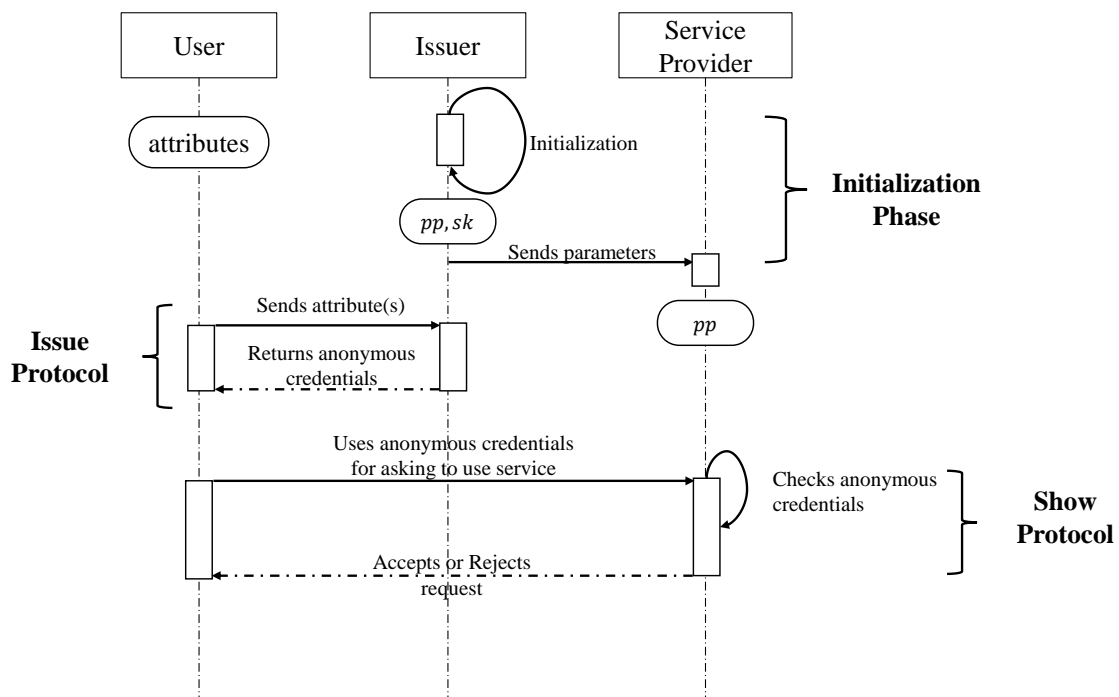 User
Issuer
Service
Provider
attributes
Initialization
Initialization
Phase
pp, sk
Sends parameters
pp
Sends attribute(s)
Issue
Protocol
Returns anonymous
credentials
Uses anonymous credentials
for asking to use service
Checks anonymous
credentials
Show
Protocol
Accepts or Rejects
request